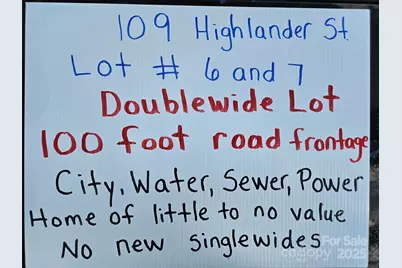 109 Highlander St.
Lot # 6 and 7
Doublewide Lot
100 foot road frontage
City, Water, Sewer, Power
Home of little to no value
No new singlewides
For Sale
canopy 2025